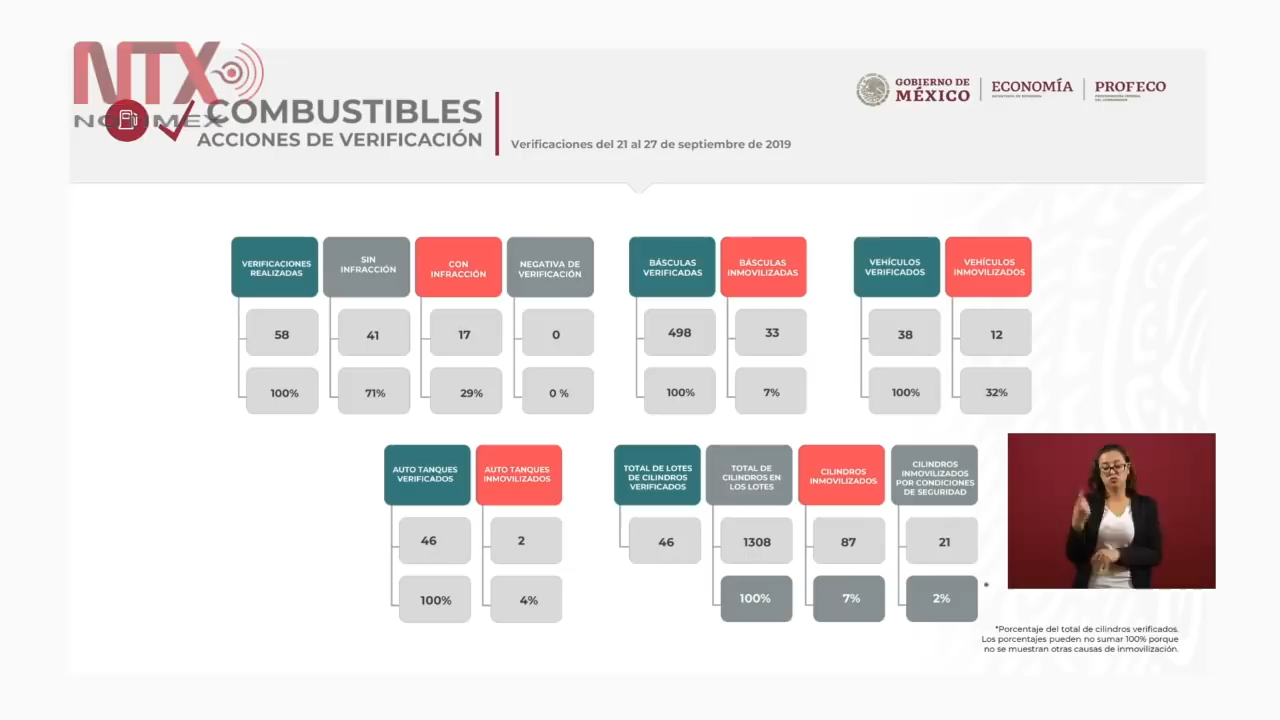 NTX
NOTIMEX
COMBUSTIBLES
ACCIONES DE VERIFICACIÓN
Verificaciones del 21 al 27 de septiembre de 2019
GOBIERNO DE
MÉXICO
ECONOMÍA
PROFECO
VERIFICACIONES
REALIZADAS
SIN
INFRACCIÓN
CON
INFRACCIÓN
NEGATIVA DE
VERIFICACIÓN
58
41
17
0
100%
71%
29%
0 %
BÁSCULAS
VERIFICADAS
BÁSCULAS
INMOVILIZADAS
498
33
100%
7%
VEHÍCULOS
VERIFICADOS
VEHÍCULOS
INMOVILIZADOS
38
12
100%
32%
AUTO TANQUES
VERIFICADOS
AUTO TANQUES
INMOVILIZADOS
46
2
100%
4%
TOTAL DE LOTES
DE CILINDROS
VERIFICADOS
TOTAL DE
CILINDROS EN
LOS LOTES
CILINDROS
INMOVILIZADOS
CILINDROS
INMOVILIZADOS
POR CONDICIONES
DE SEGURIDAD
46
1308
87
21
100%
7%
2%
*
*Porcentaje del total de cilindros verificados.
Los porcentajes pueden no sumar 100% porque
no se muestran otras causas de inmovilización.